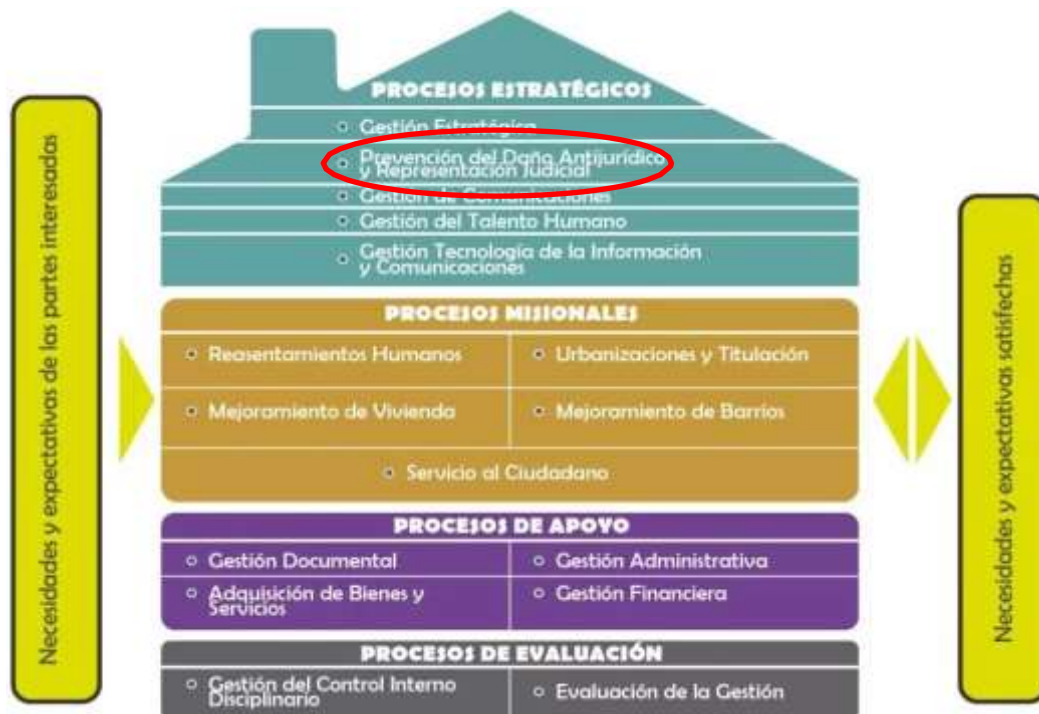 Necesidades y expectativas de las partes interesadas
PROCESOS ESTRATÉGICOS
Gestión Estratégica
Prevención del Daño Antijurídico
y Representación Judicial
Gestión de Comunicaciones
Gestión del Talento Humano
Gestión Tecnología de la Información
y Comunicaciones
PROCESOS MISIONALES
Reasentamientos Humanos
Urbanizaciones y Titulación
Mejoramiento de Vivienda
Mejoramiento de Barrios
Servicio al Ciudadano
PROCESOS DE APOYO
Gestión Documental
Gestión Administrativa
Adquisición de Bienes y
Servicios
Gestión Financiera
PROCESOS DE EVALUACIÓN
Gestión del Control Interno
Disciplinario
Evaluación de la Gestión
Necesidades y expectativas satisfechas